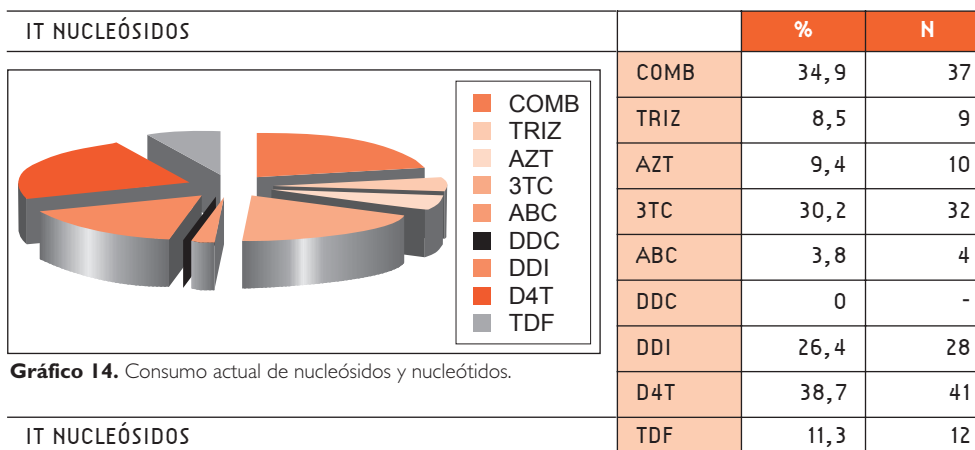 IT NUCLEÓSIDOS
COMB
TRIZ
AZT
3TC
ABC
DDC
DDI
D4T
TDF
Gráfico 14. Consumo actual de nucleósidos y nucleótidos.
IT NUCLEÓSIDOS
% N
COMB 34,9 37
TRIZ 8,5 9
AZT 9,4 10
3TC 30,2 32
ABC 3,8 4
DDC 0 -
DDI 26,4 28
D4T 38,7 41
TDF 11,3 12